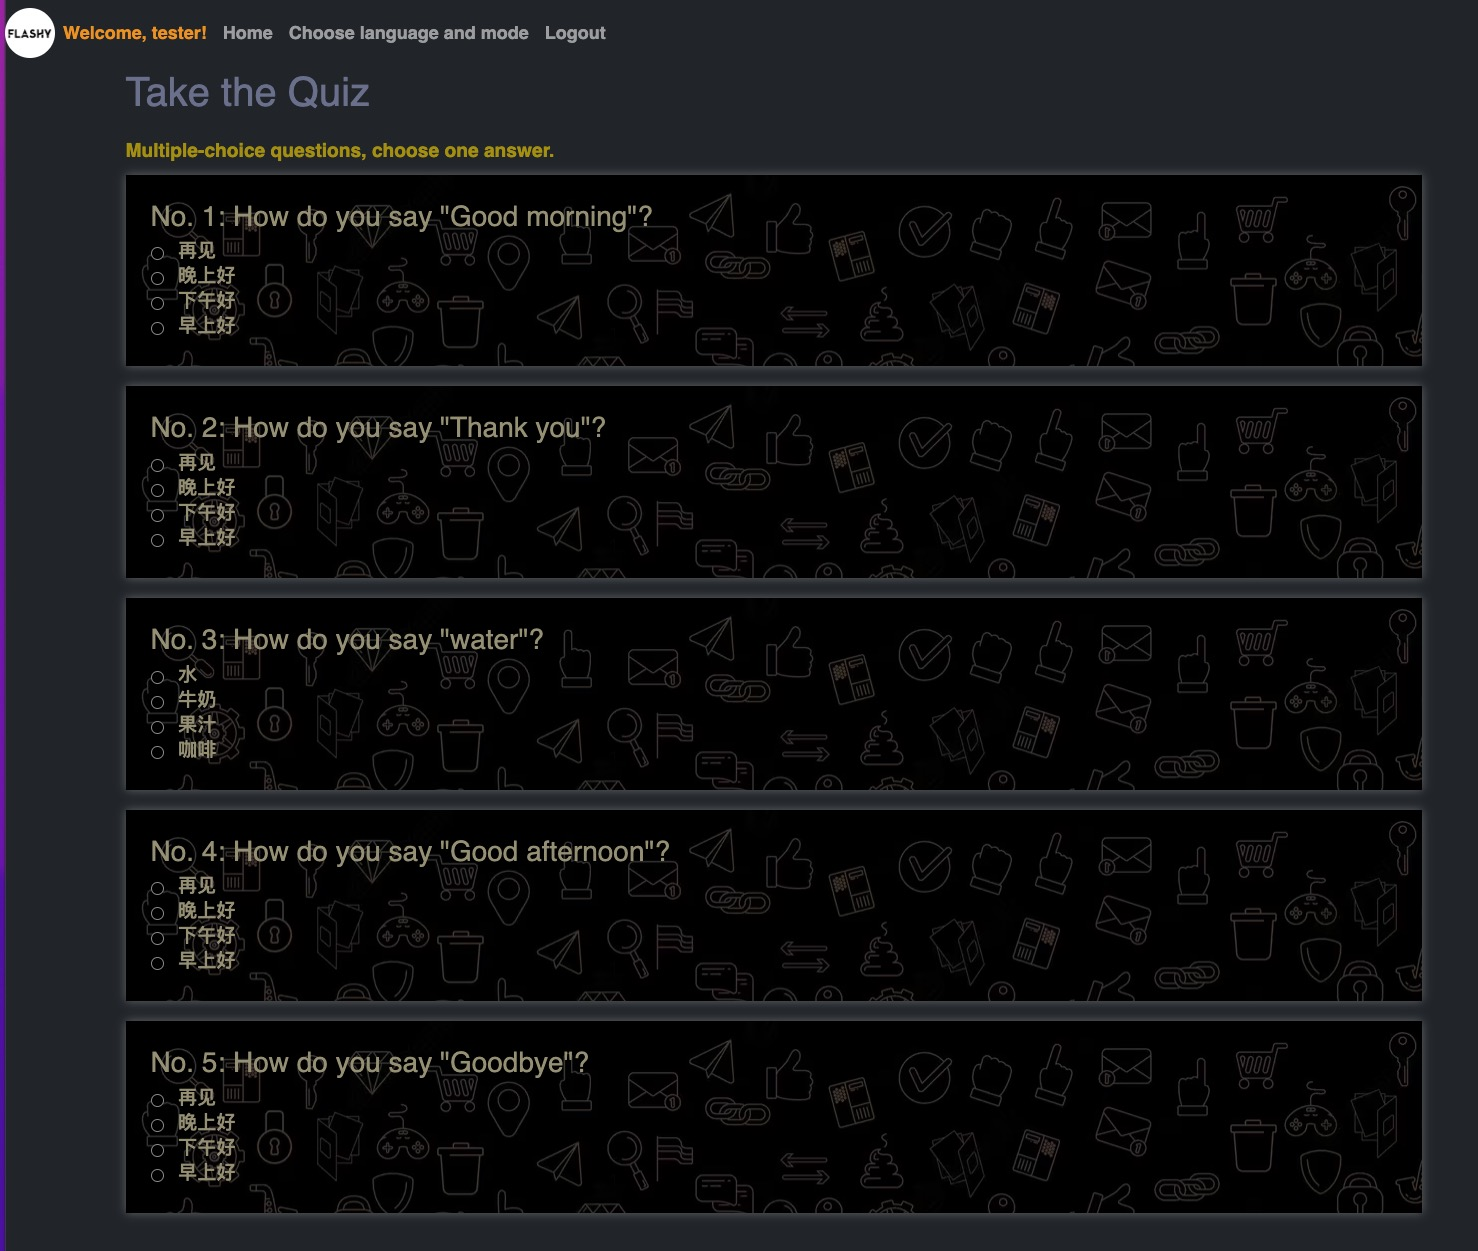 FLASHY Welcome, tester! Home Choose language and mode Logout
Take the Quiz
Multiple-choice questions, choose one answer.
No. 1: How do you say "Good morning"?
再见
晚上好
下午好
早上好
No. 2: How do you say "Thank you"?
再见
晚上好
下午好
早上好
No. 3: How do you say "water"?
水
牛奶
果汁
咖啡
No. 4: How do you say "Good afternoon"?
再见
晚上好
下午好
早上好
No. 5: How do you say "Goodbye"?
再见
晚上好
下午好
早上好